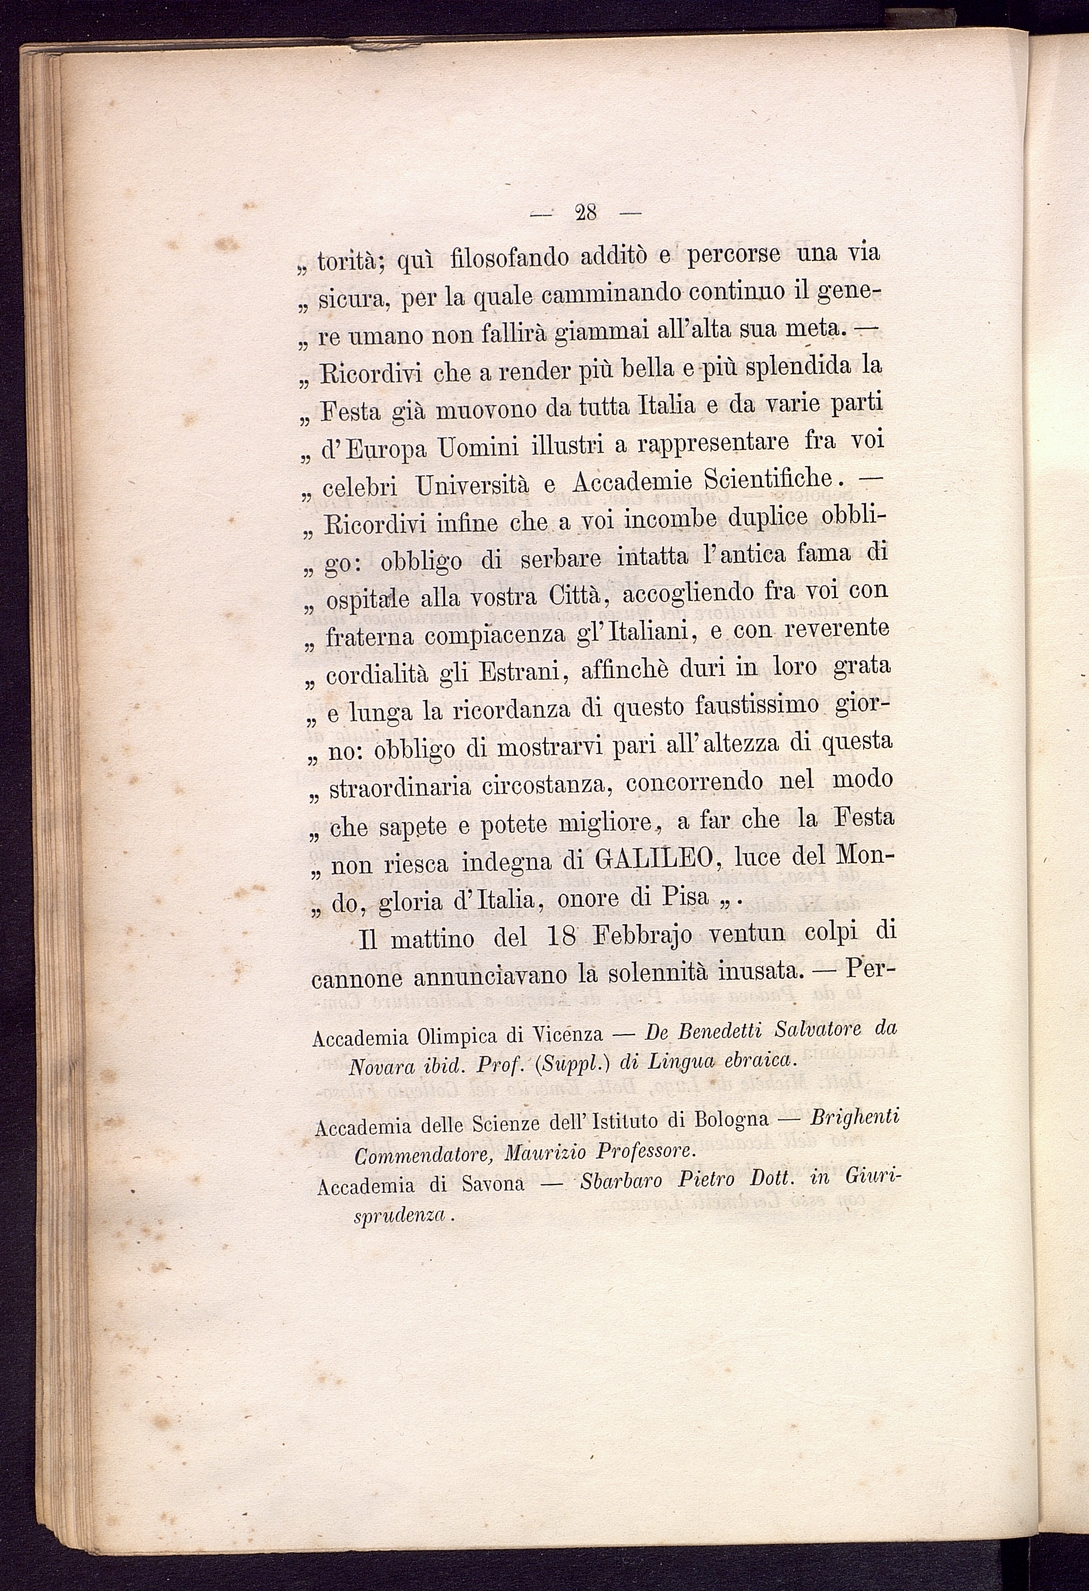 — 28 —
„ torità; quì filosofando additò e percorse una via
„ sicura, per la quale camminando continuo il gene-
„ re umano non fallirà giammai all'alta sua meta. —
„ Ricordivi che a render più bella e più splendida la
„ Festa già muovono da tutta Italia e da varie parti
„ d'Europa Uomini illustri a rappresentare fra voi
„ celebri Università e Accademie Scientifiche. —
„ Ricordivi infine che a voi incombe duplice obbli-
„ go: obbligo di serbare intatta l'antica fama di
„ ospitale alla vostra Città, accogliendo fra voi con
„ fraterna compiacenza gl'Italiani, e con reverente
„ cordialità gli Estrani, affinchè duri in loro grata
„ e lunga la ricordanza di questo faustissimo gior-
„ no: obbligo di mostrarvi pari all'altezza di questa
„ straordinaria circostanza, concorrendo nel modo
„ che sapete e potete migliore, a far che la Festa
„ non riesca indegna di GALILEO, luce del Mon-
„ do, gloria d'Italia, onore di Pisa „.
Il mattino del 18 Febbrajo ventun colpi di
cannone annunciavano la solennità inusata. — Per-
Accademia Olimpica di Vicenza — De Benedetti Salvatore da
Novara ibid. Prof. (Suppl.) di Lingua ebraica.
Accademia delle Scienze dell'Istituto di Bologna — Brighenti
Commendatore, Maurizio Professore.
Accademia di Savona — Sbarbaro Pietro Dott. in Giuri-
sprudenza.